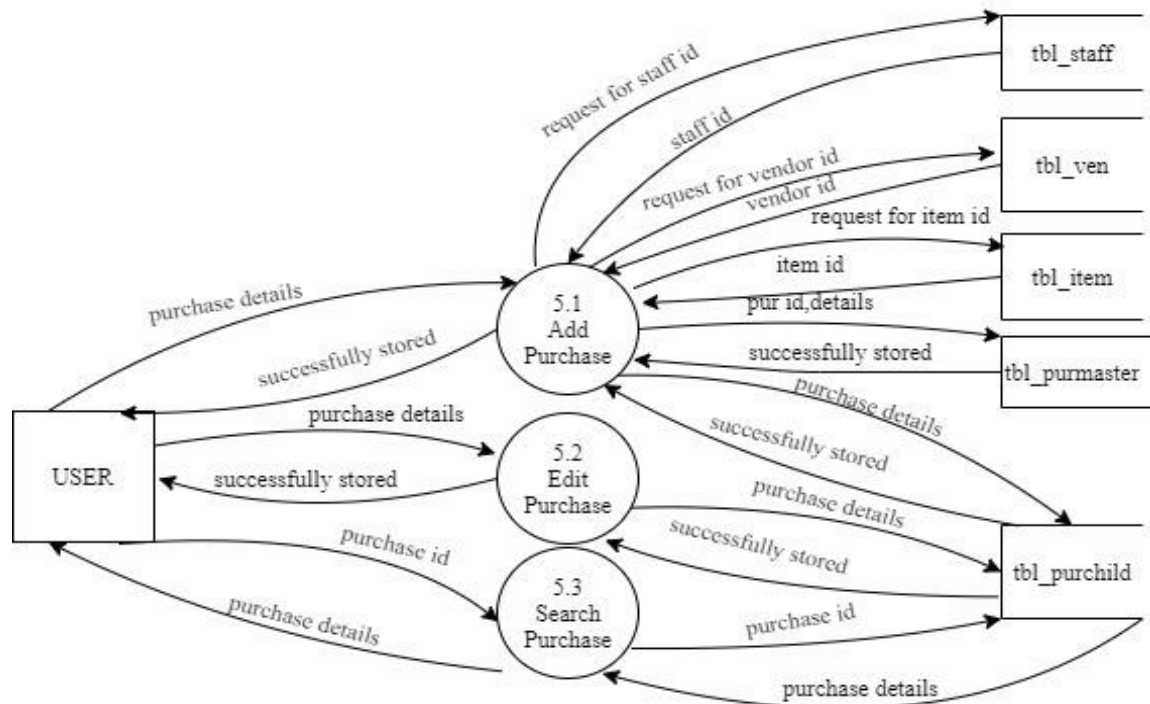 tbl_staff
request for staff id
staff id
tbl_ven
request for vendor id
vendor id
request for item id
tbl_item
item id
pur id,details
purchase details
5.1
Add
Purchase
successfully stored
successfully stored
tbl_purmaster
purchase details
successfully stored
purchase details
USER
successfully stored
5.2
Edit
Purchase
purchase details
successfully stored
tbl_purchild
purchase id
5.3
Search
Purchase
purchase id
purchase details
purchase details